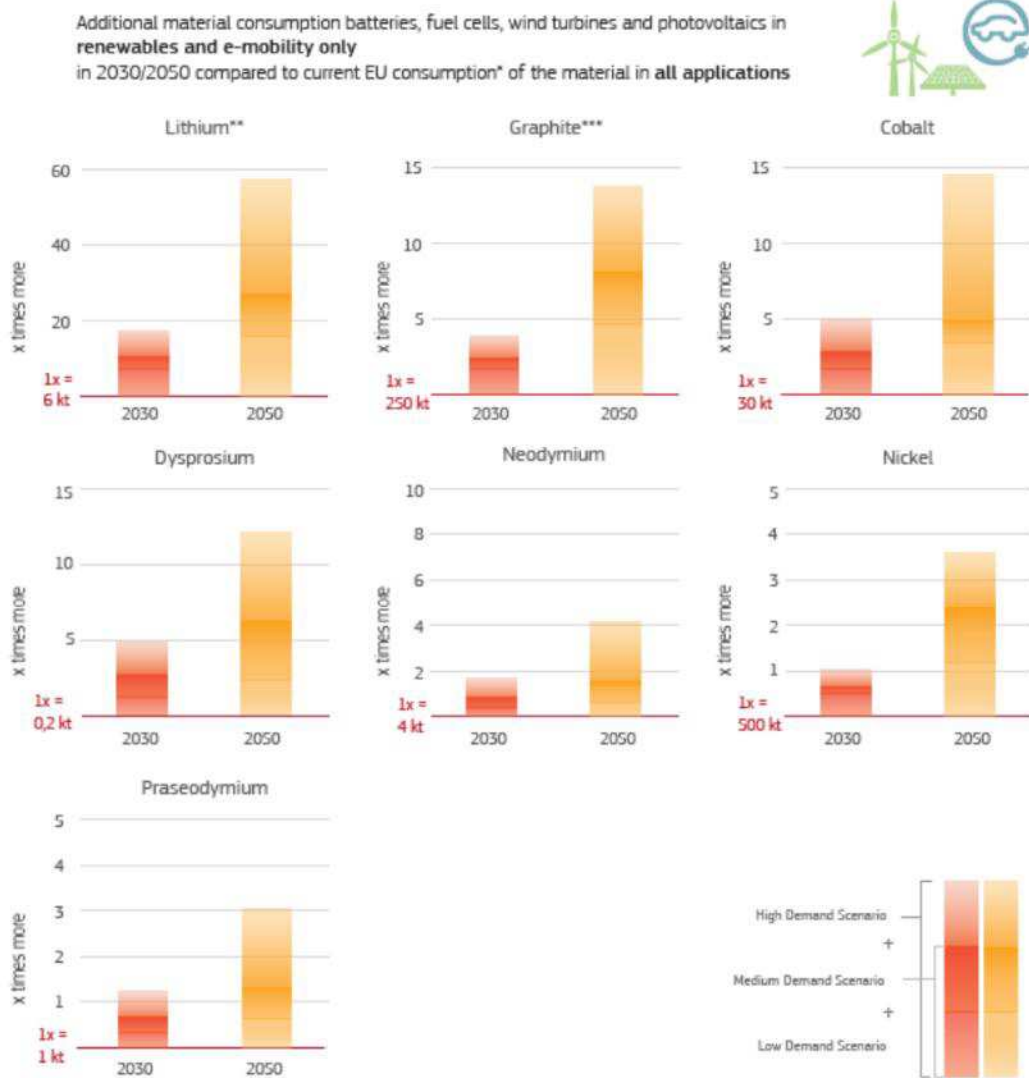 Additional material consumption batteries, fuel cells, wind turbines and photovoltaics in
renewables and e-mobility only
in 2030/2050 compared to current EU consumption* of the material in all applications
Lithium**
60
40
20
x times more
1x =
6 kt
2030
2050
Graphite***
15
10
5
x times more
1x =
250 kt
2030
2050
Cobalt
15
10
5
x times more
1x =
30 kt
2030
2050
Dysprosium
15
10
5
x times more
1x =
0,2 kt
2030
2050
Neodymium
10
8
6
4
2
x times more
1x =
4 kt
2030
2050
Nickel
5
4
3
2
1
x times more
1x =
500 kt
2030
2050
Praseodymium
5
4
3
2
1
x times more
1x =
1 kt
2030
2050
High Demand Scenario
+
Medium Demand Scenario
+
Low Demand Scenario